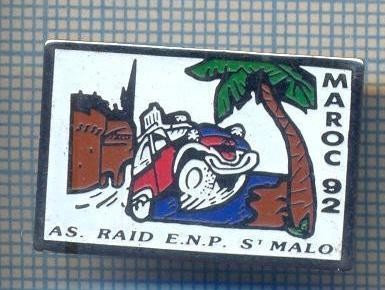 MAROC 92
AS. RAID E.N.P. ST MALO